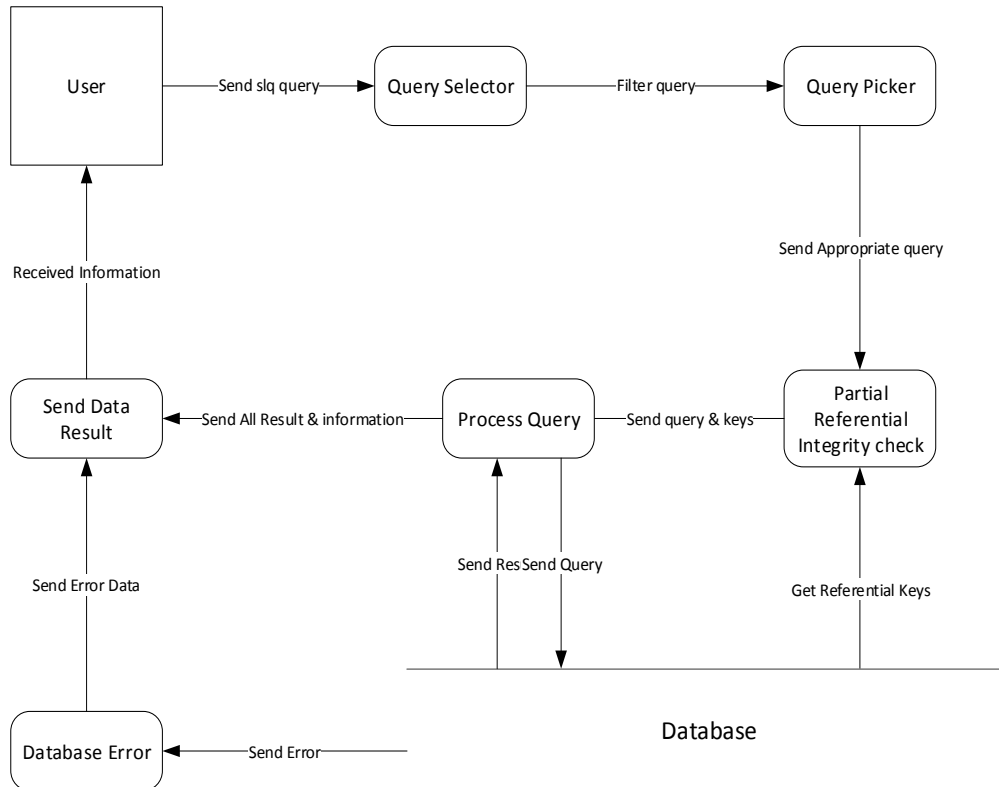 User
Send slq query
Query Selector
Filter query
Query Picker
Send Appropriate query
Received Information
Send Data
Result
Send All Result & information
Process Query
Send query & keys
Partial
Referential
Integrity check
Send Res
Send Query
Get Referential Keys
Send Error Data
Database Error
Send Error
Database